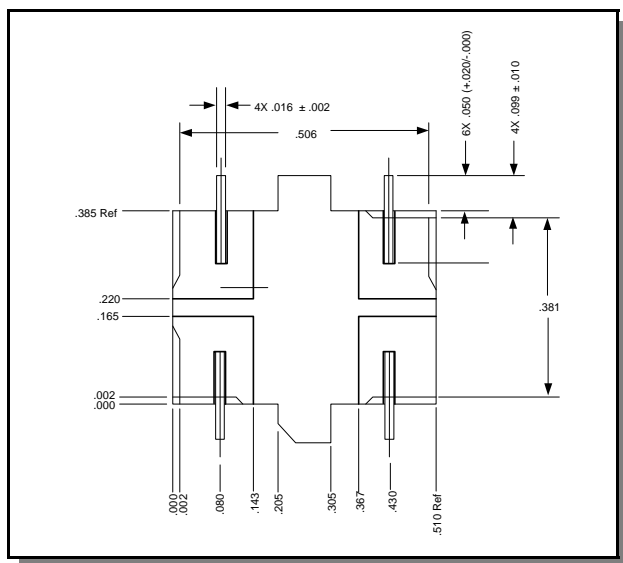 6X .050 (+.020/-.000)
4X .099 ± .010
4X .016 ± .002
.506
.385 Ref
.220
.381
.165
.002
.000
.000
.002
.080
.143
.205
.305
.367
.430
.510 Ref